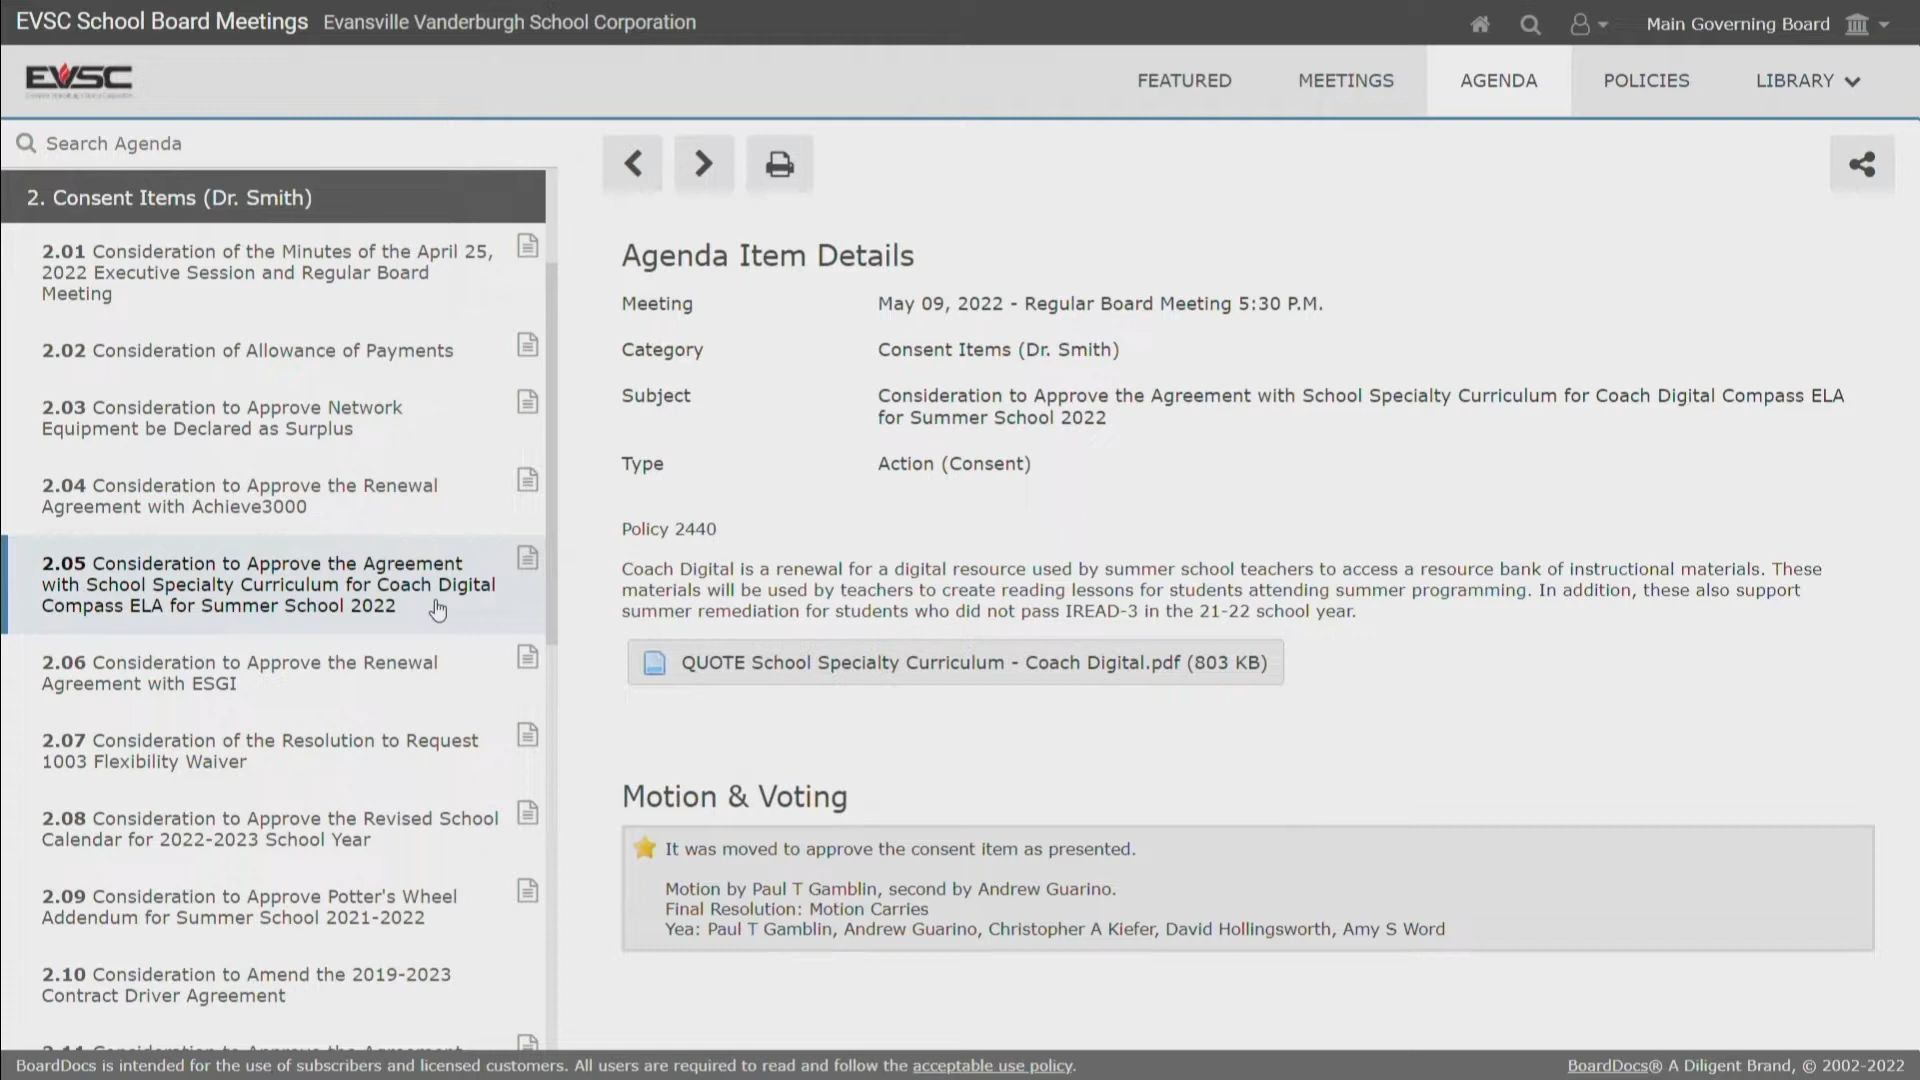 EVSC School Board Meetings Evansville Vanderburgh School Corporation
Main Governing Board
EVSC
FEATURED MEETINGS AGENDA POLICIES LIBRARY
Search Agenda
2. Consent Items (Dr. Smith)
2.01 Consideration of the Minutes of the April 25,
2022 Executive Session and Regular Board
Meeting
2.02 Consideration of Allowance of Payments
2.03 Consideration to Approve Network
Equipment be Declared as Surplus
2.04 Consideration to Approve the Renewal
Agreement with Achieve3000
2.05 Consideration to Approve the Agreement
with School Specialty Curriculum for Coach Digital
Compass ELA for Summer School 2022
2.06 Consideration to Approve the Renewal
Agreement with ESGI
2.07 Consideration of the Resolution to Request
1003 Flexibility Waiver
2.08 Consideration to Approve the Revised School
Calendar for 2022-2023 School Year
2.09 Consideration to Approve Potter's Wheel
Addendum for Summer School 2021-2022
2.10 Consideration to Amend the 2019-2023
Contract Driver Agreement
2.11 Consideration to Approve the Agreement
Agenda Item Details
Meeting May 09, 2022 - Regular Board Meeting 5:30 P.M.
Category Consent Items (Dr. Smith)
Subject Consideration to Approve the Agreement with School Specialty Curriculum for Coach Digital Compass ELA
for Summer School 2022
Type Action (Consent)
Policy 2440
Coach Digital is a renewal for a digital resource used by summer school teachers to access a resource bank of instructional materials. These
materials will be used by teachers to create reading lessons for students attending summer programming. In addition, these also support
summer remediation for students who did not pass IREAD-3 in the 21-22 school year.
QUOTE School Specialty Curriculum - Coach Digital.pdf (803 KB)
Motion & Voting
It was moved to approve the consent item as presented.
Motion by Paul T Gamblin, second by Andrew Guarino.
Final Resolution: Motion Carries
Yea: Paul T Gamblin, Andrew Guarino, Christopher A Kiefer, David Hollingsworth, Amy S Word
BoardDocs is intended for the use of subscribers and licensed customers. All users are required to read and follow the acceptable use policy.
BoardDocs® A Diligent Brand, © 2002-2022